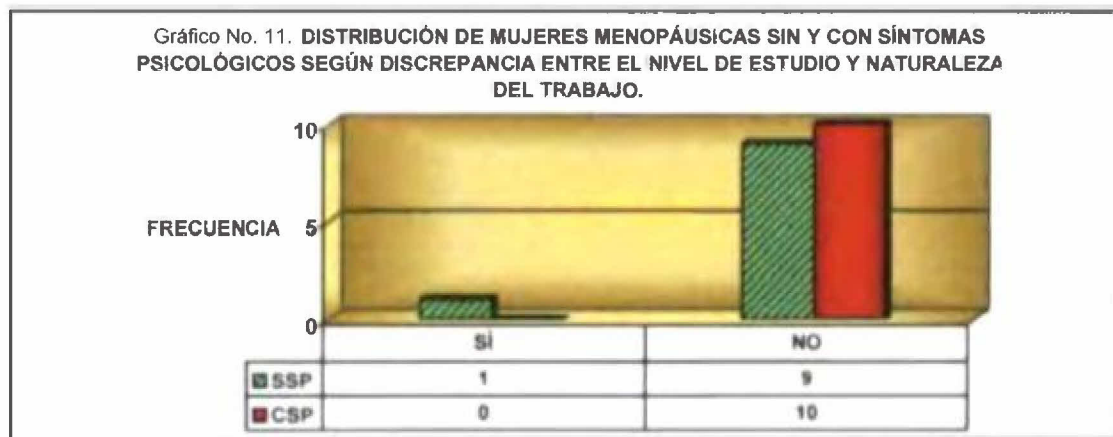 Gráfico No. 11. DISTRIBUCIÓN DE MUJERES MENOPÁUSICAS SIN Y CON SÍNTOMAS
PSICOLÓGICOS SEGÚN DISCREPANCIA ENTRE EL NIVEL DE ESTUDIO Y NATURALEZA
DEL TRABAJO.
10
FRECUENCIA 5
0
SÍ NO
SSP 1 9
CSP 0 10